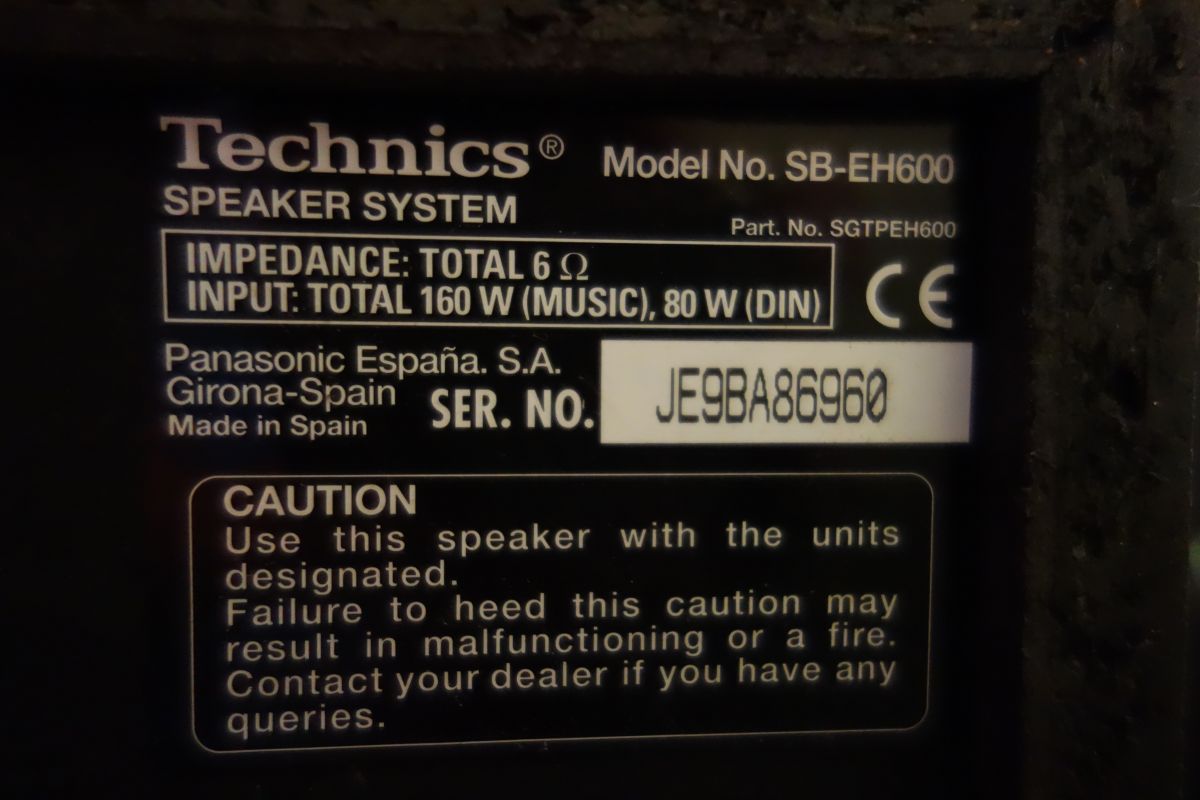 Technics® Model No. SB-EH600
SPEAKER SYSTEM
Part. No. SGTPEH600
IMPEDANCE: TOTAL 6 Ω
INPUT: TOTAL 160 W (MUSIC), 80 W (DIN)
CE
Panasonic España. S.A.
Girona-Spain
Made in Spain
SER. NO. JE9BA86960
CAUTION
Use this speaker with the units
designated.
Failure to heed this caution may
result in malfunctioning or a fire.
Contact your dealer if you have any
queries.